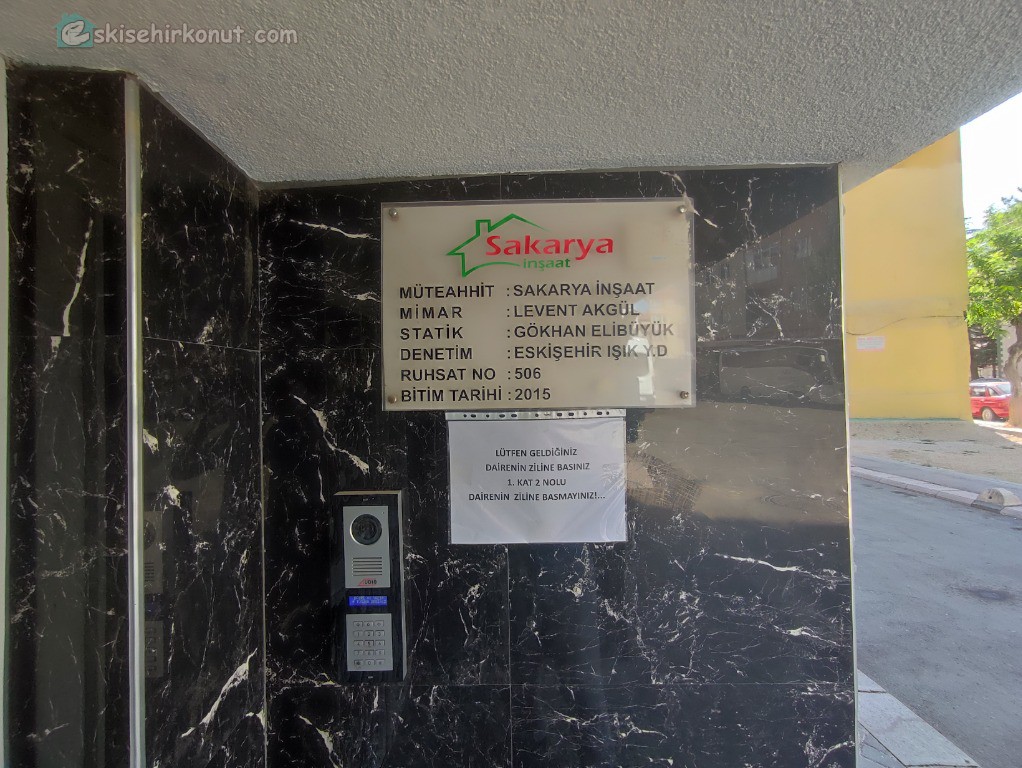 eskisehirkonut.com
Sakarya
inşaat
MÜTEAHHİT : SAKARYA İNŞAAT
MİMAR : LEVENT AKGÜL
STATİK : GÖKHAN ELİBÜYÜK
DENETİM : ESKİŞEHİR IŞIK Y.D
RUHSAT NO : 506
BİTİM TARİHİ : 2015
LÜTFEN GELDİĞİNİZ
DAİRENİN ZİLİNE BASINIZ
1. KAT 2 NOLU
DAİRENİN ZİLİNE BASMAYINIZ!...